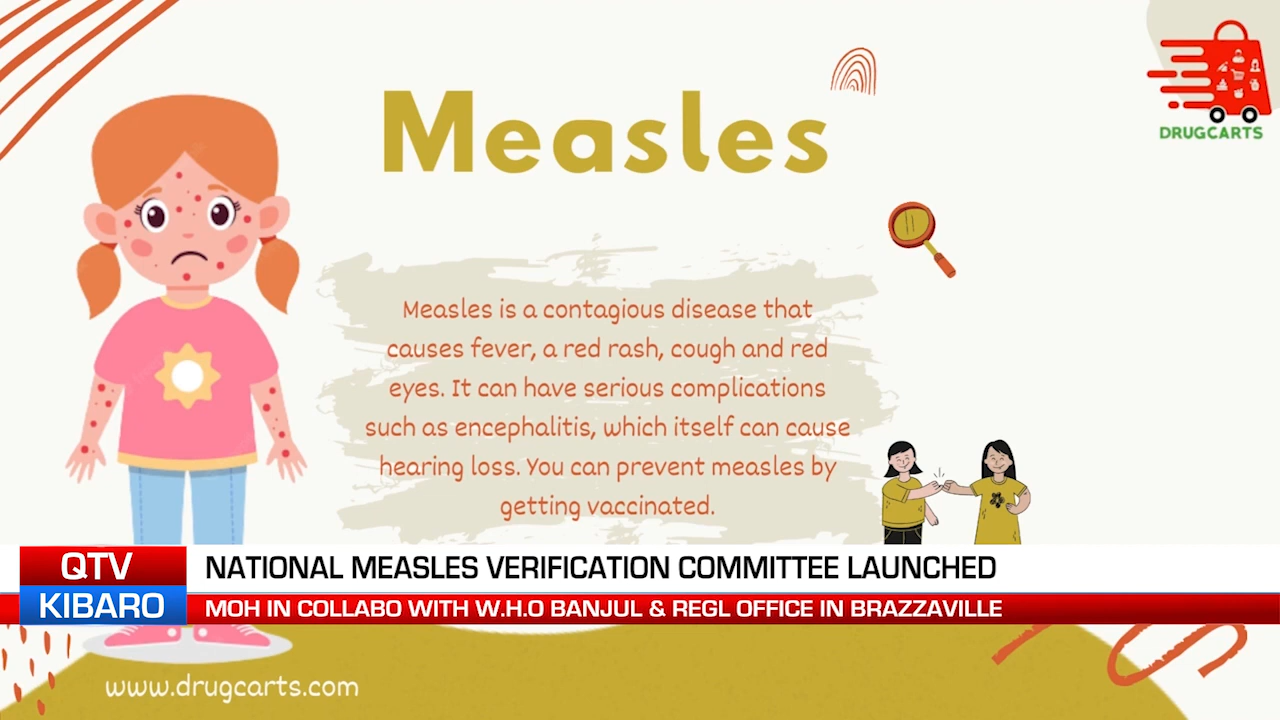 DRUGCARTS
Measles
Measles is a contagious disease that
causes fever, a red rash, cough and red
eyes. It can have serious complications
such as encephalitis, which itself can cause
hearing loss. You can prevent measles by
getting vaccinated.
QTV
KIBARO
NATIONAL MEASLES VERIFICATION COMMITTEE LAUNCHED
MOH IN COLLABO WITH W.H.O BANJUL & REGL OFFICE IN BRAZZAVILLE
www.drugcarts.com